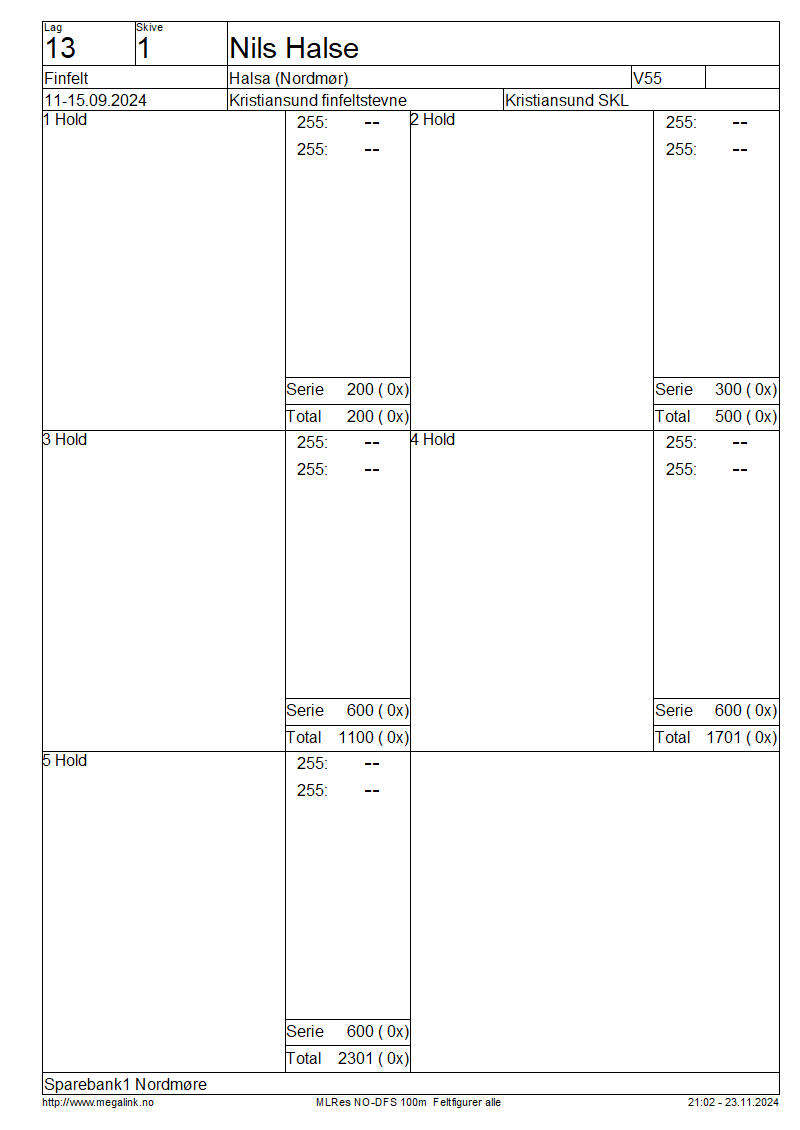 Lag Skive
13 1 Nils Halse
Finfelt Halsa (Nordmør) V55
11-15.09.2024 Kristiansund finfeltstevne Kristiansund SKL
1 Hold 255: -- 2 Hold 255: --
255: -- 255: --
Serie 200 ( 0x) Serie 300 ( 0x)
Total 200 ( 0x) Total 500 ( 0x)
3 Hold 255: -- 4 Hold 255: --
255: -- 255: --
Serie 600 ( 0x) Serie 600 ( 0x)
Total 1100 ( 0x) Total 1701 ( 0x)
5 Hold 255: --
255: --
Serie 600 ( 0x)
Total 2301 ( 0x)
Sparebank1 Nordmøre
http://www.megalink.no MLRes NO-DFS 100m Feltfigurer alle 21:02 - 23.11.2024